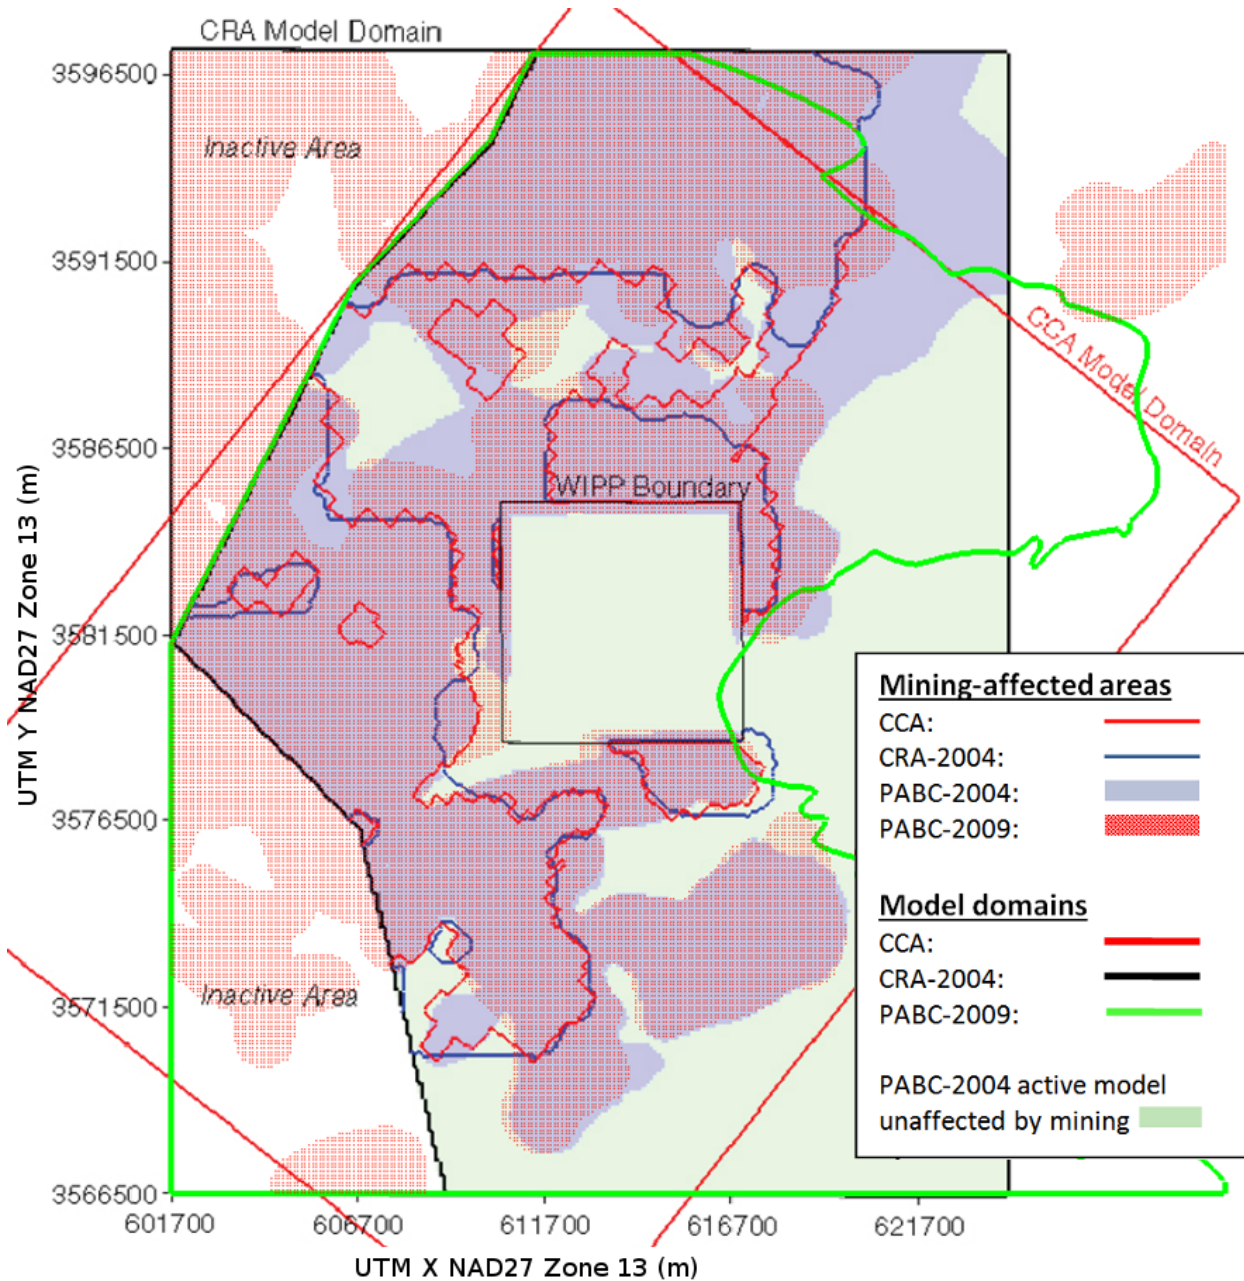 CRA Model Domain
3596500
Inactive Area
3591500
CCA Model Domain
3586500
WIPP Boundary
3581500
3576500
3571500
Inactive Area
3566500
601700
606700
611700
616700
621700
UTM Y NAD27 Zone 13 (m)
UTM X NAD27 Zone 13 (m)
Mining-affected areas
CCA:
CRA-2004:
PABC-2004:
PABC-2009:
Model domains
CCA:
CRA-2004:
PABC-2009:
PABC-2004 active model
unaffected by mining